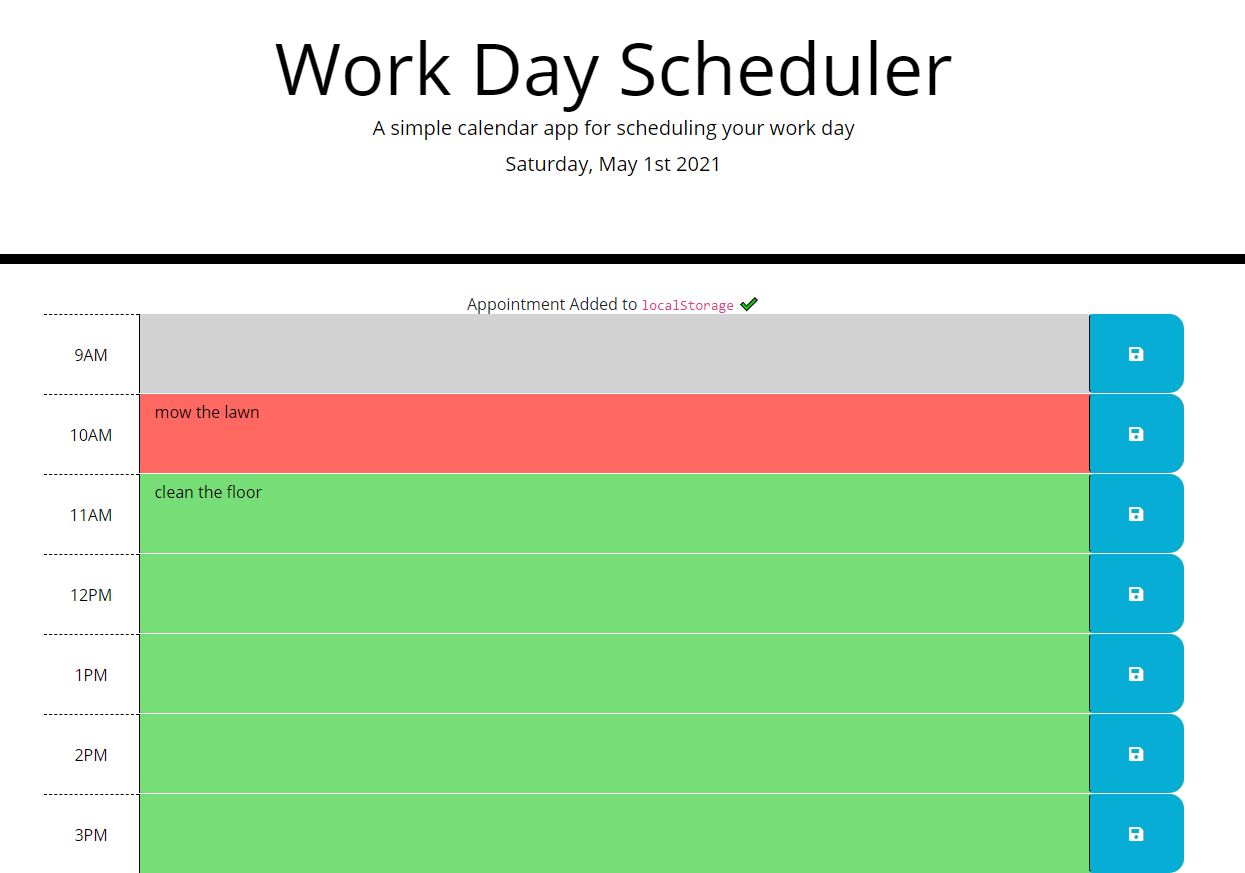 Work Day Scheduler
A simple calendar app for scheduling your work day
Saturday, May 1st 2021
Appointment Added to localStorage ✔
9AM
10AM
mow the lawn
11AM
clean the floor
12PM
1PM
2PM
3PM